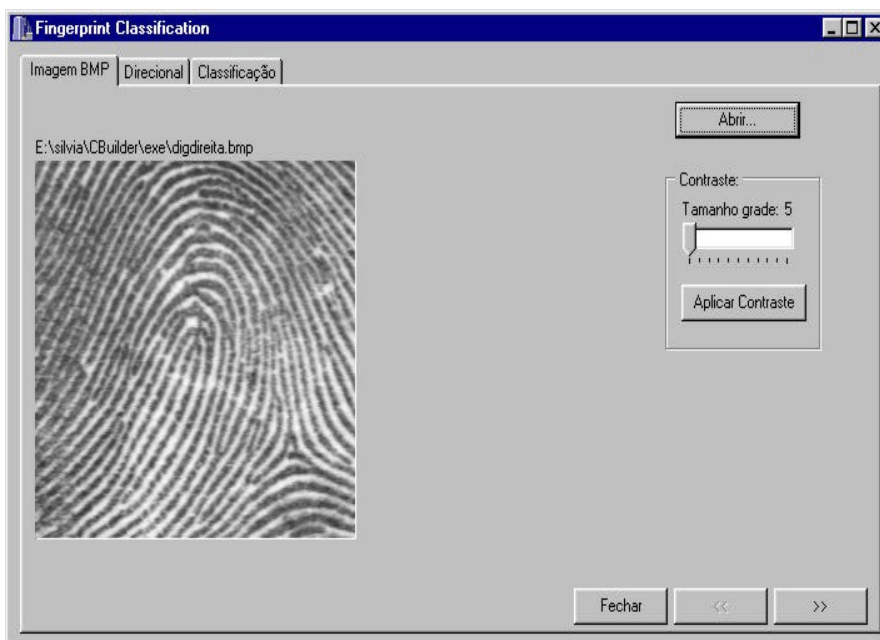 Fingerprint Classification
Imagem BMP Direcional Classificação
Abrir...
E:\silvia\CBuilder\exe\digdireita.bmp
Contraste:
Tamanho grade: 5
Aplicar Contraste
Fechar << >>